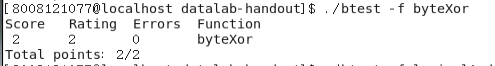 [8008121077@localhost datalab-handout]$ ./btest -f byteXor
Score Rating Errors Function
2 2 0 byteXor
Total points: 2/2